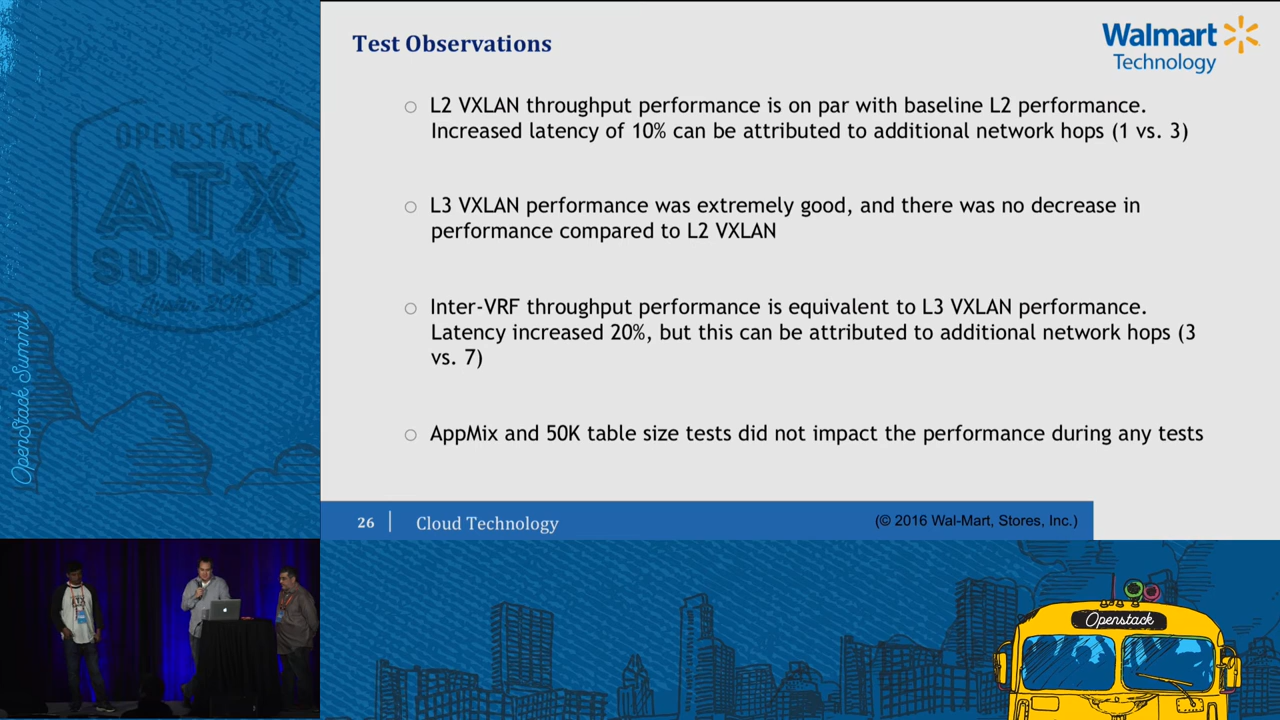 Test Observations
Walmart
Technology
○ L2 VXLAN throughput performance is on par with baseline L2 performance.
Increased latency of 10% can be attributed to additional network hops (1 vs. 3)
○ L3 VXLAN performance was extremely good, and there was no decrease in
performance compared to L2 VXLAN
○ Inter-VRF throughput performance is equivalent to L3 VXLAN performance.
Latency increased 20%, but this can be attributed to additional network hops (3
vs. 7)
○ AppMix and 50K table size tests did not impact the performance during any tests
26 | Cloud Technology
(© 2016 Wal-Mart, Stores, Inc.)
OPENSTACK
ATX
SUMMIT
Austin 2016
OpenStack Summit
Openstack